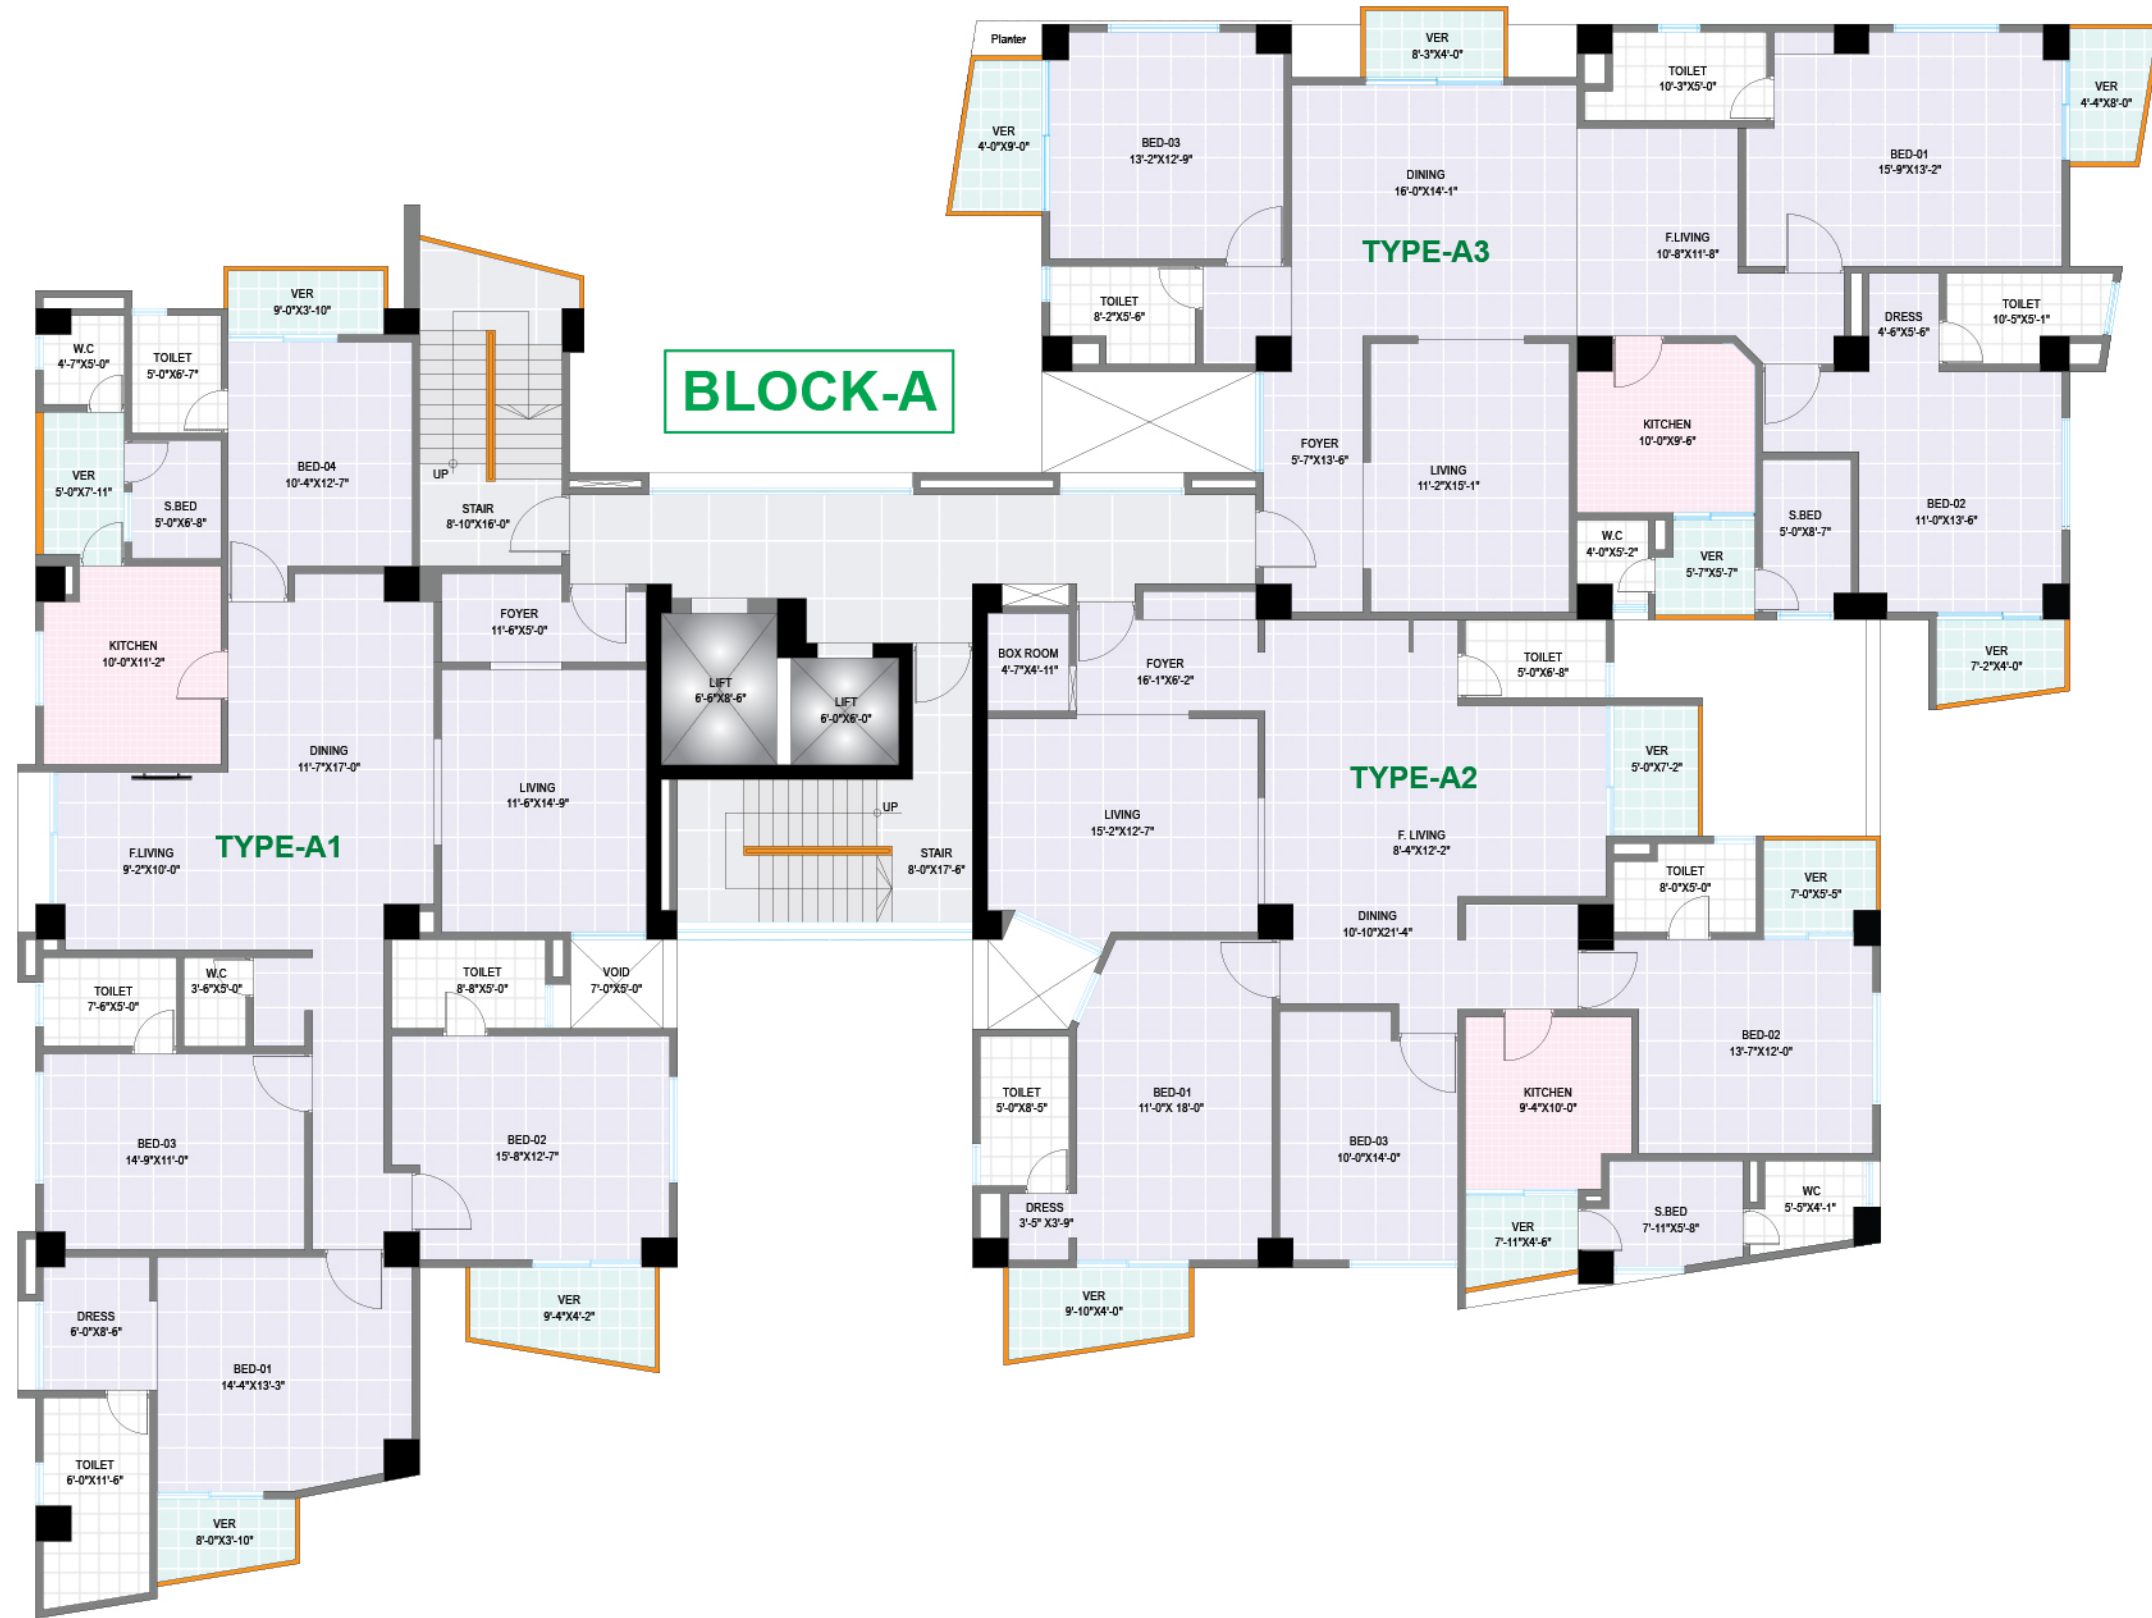 Planter
VER
8'-3"X4'-0"
TOILET
10'-3"X5'-0"
VER
4'-4"X8'-0"
VER
4'-0"X9'-0"
BED-03
13'-2"X12'-9"
DINING
16'-0"X14'-1"
BED-01
15'-9"X13'-2"
TYPE-A3
F.LIVING
10'-8"X11'-8"
TOILET
8'-2"X5'-6"
DRESS
4'-6"X5'-6"
TOILET
10'-5"X5'-1"
KITCHEN
10'-0"X9'-6"
FOYER
5'-7"X13'-6"
LIVING
11'-2"X15'-1"
S.BED
5'-0"X8'-7"
BED-02
11'-0"X13'-6"
W.C
4'-0"X5'-2"
VER
5'-7"X5'-7"
VER
7'-2"X4'-0"
BLOCK-A
VER
9'-0"X3'-10"
W.C
4'-7"X5'-0"
TOILET
5'-0"X6'-7"
VER
5'-0"X7'-11"
S.BED
5'-0"X6'-8"
BED-04
10'-4"X12'-7"
UP
STAIR
8'-10"X16'-0"
FOYER
11'-6"X5'-0"
KITCHEN
10'-0"X11'-2"
DINING
11'-7"X17'-0"
LIVING
11'-6"X14'-9"
F.LIVING
9'-2"X10'-0"
TYPE-A1
LIFT
6'-6"X8'-6"
LIFT
6'-0"X6'-0"
UP
STAIR
8'-0"X17'-6"
TOILET
7'-6"X5'-0"
W.C
3'-6"X5'-0"
TOILET
8'-8"X5'-0"
VOID
7'-0"X5'-0"
BED-03
14'-9"X11'-0"
BED-02
15'-8"X12'-7"
VER
9'-4"X4'-2"
DRESS
6'-0"X8'-6"
BED-01
14'-4"X13'-3"
TOILET
6'-0"X11'-6"
VER
8'-0"X3'-10"
BOX ROOM
4'-7"X4'-11"
FOYER
16'-1"X6'-2"
TOILET
5'-0"X6'-8"
VER
5'-0"X7'-2"
TYPE-A2
LIVING
15'-2"X12'-7"
F. LIVING
8'-4"X12'-2"
TOILET
8'-0"X5'-0"
VER
7'-0"X5'-5"
DINING
10'-10"X21'-4"
BED-02
13'-7"X12'-0"
TOILET
5'-0"X8'-5"
BED-01
11'-0"X 18'-0"
KITCHEN
9'-4"X10'-0"
BED-03
10'-0"X14'-0"
DRESS
3'-5" X3'-9"
VER
7'-11"X4'-6"
S.BED
7'-11"X5'-8"
WC
5'-5"X4'-1"
VER
9'-10"X4'-0"